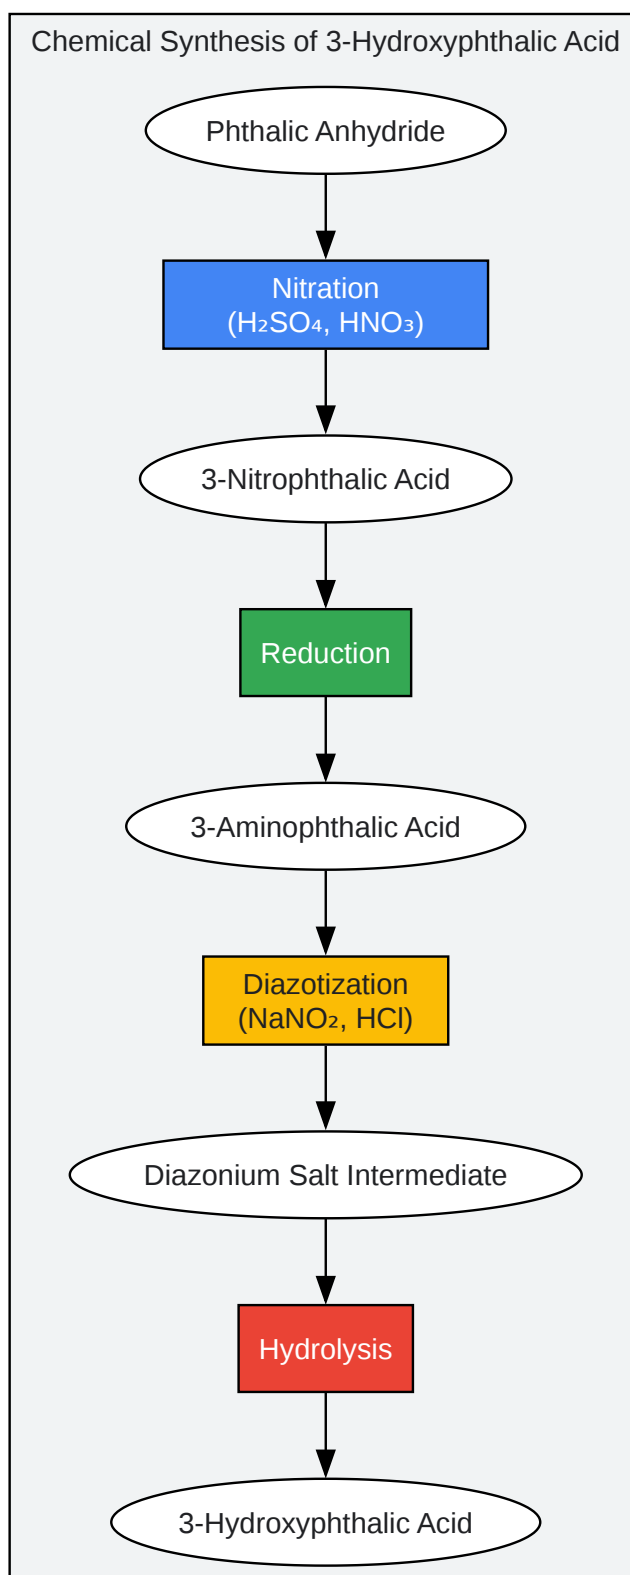 Chemical Synthesis of 3-Hydroxyphthalic Acid
Phthalic Anhydride
Nitration
(H₂SO₄, HNO₃)
3-Nitrophthalic Acid
Reduction
3-Aminophthalic Acid
Diazotization
(NaNO₂, HCl)
Diazonium Salt Intermediate
Hydrolysis
3-Hydroxyphthalic Acid